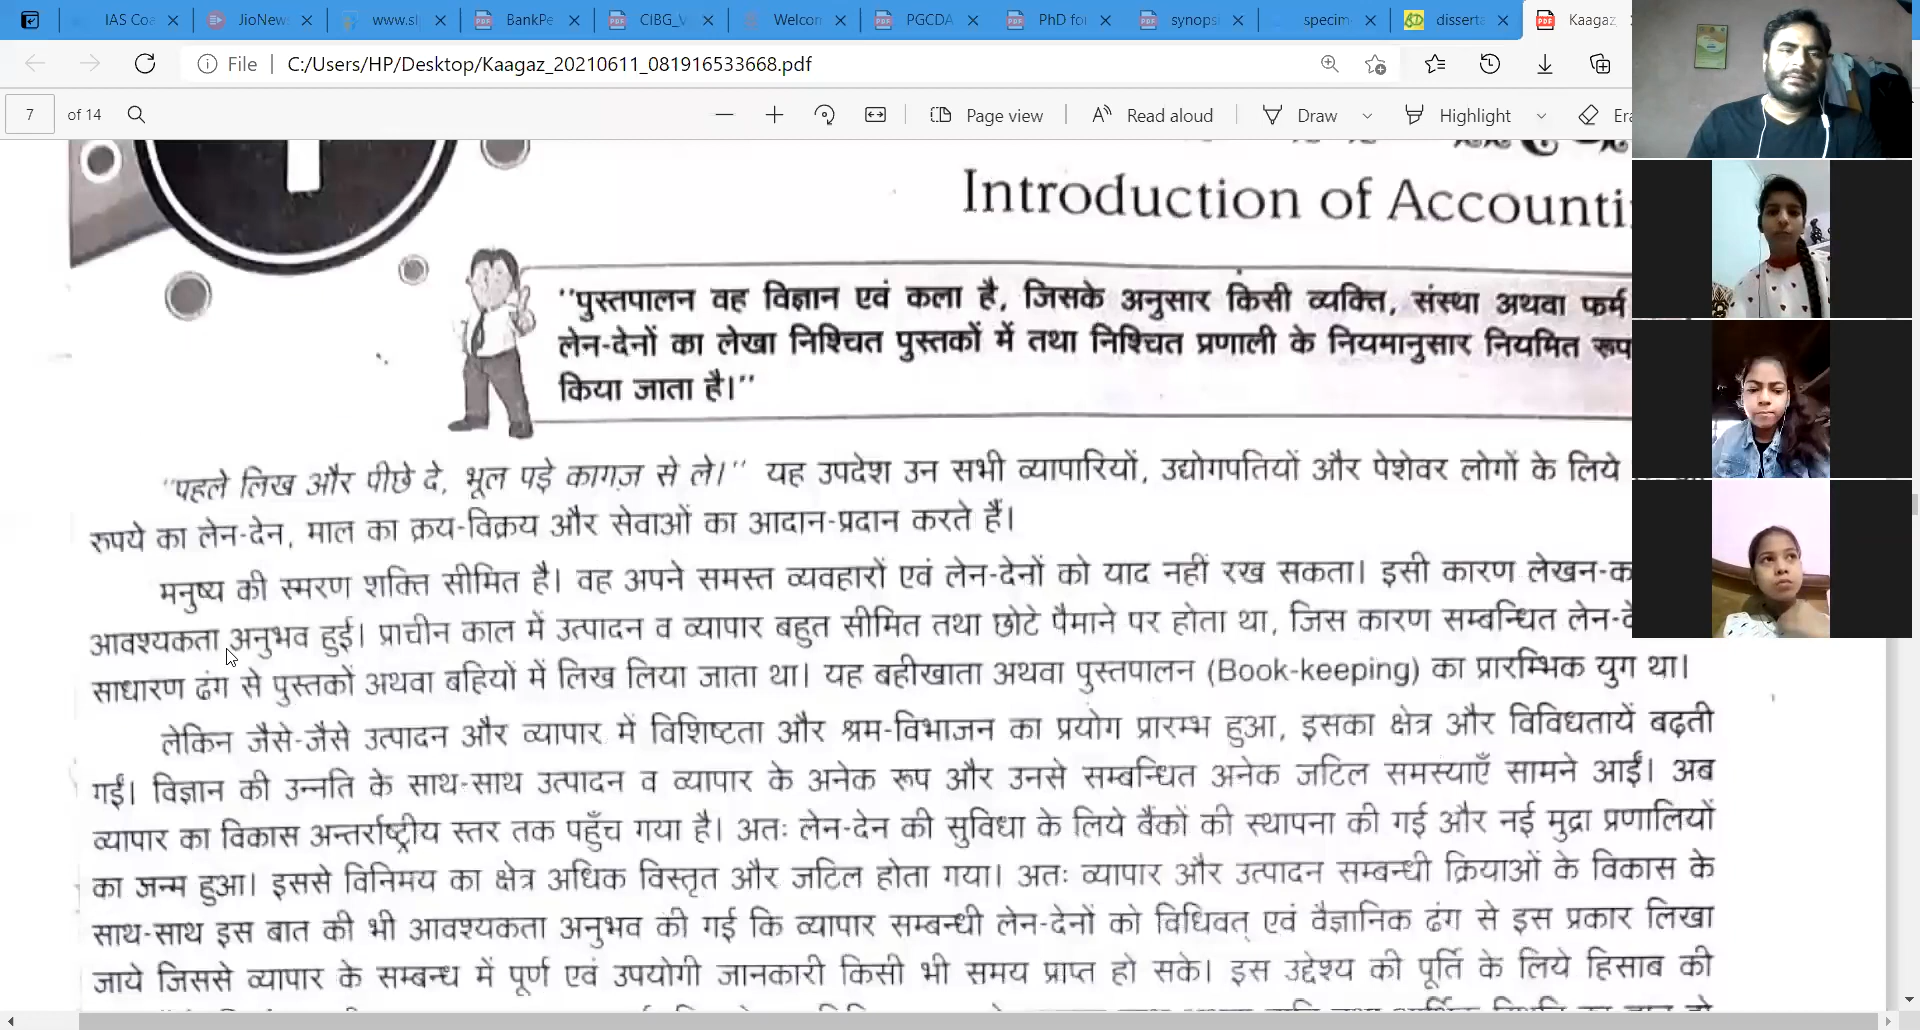 IAS Coa JioNews www.sl BankPe CIBG_V Welcon PGCDA PhD for synops specim disserta Kaagaz_
File C:/Users/HP/Desktop/Kaagaz_20210611_081916533668.pdf
7 of 14 Page view Read aloud Draw Highlight Era
Introduction of Accounti
"पुस्तपालन वह विज्ञान एवं कला है, जिसके अनुसार किसी व्यक्ति, संस्था अथवा फर्म
लेन-देनों का लेखा निश्चित पुस्तकों में तथा निश्चित प्रणाली के नियमानुसार नियमित रूप
किया जाता है।"
"पहले लिख और पीछे दे, भूल पड़े कागज़ से ले।" यह उपदेश उन सभी व्यापारियों, उद्योगपतियों और पेशेवर लोगों के लिये
रुपये का लेन-देन, माल का क्रय-विक्रय और सेवाओं का आदान-प्रदान करते हैं।
मनुष्य की स्मरण शक्ति सीमित है। वह अपने समस्त व्यवहारों एवं लेन-देनों को याद नहीं रख सकता। इसी कारण लेखन-क
आवश्यकता अनुभव हुई। प्राचीन काल में उत्पादन व व्यापार बहुत सीमित तथा छोटे पैमाने पर होता था, जिस कारण सम्बन्धित लेन-दे
साधारण ढंग से पुस्तकों अथवा बहियों में लिख लिया जाता था। यह बहीखाता अथवा पुस्तपालन (Book-keeping) का प्रारम्भिक युग था।
लेकिन जैसे-जैसे उत्पादन और व्यापार में विशिष्टता और श्रम-विभाजन का प्रयोग प्रारम्भ हुआ, इसका क्षेत्र और विविधतायें बढ़ती
गईं। विज्ञान की उन्नति के साथ-साथ उत्पादन व व्यापार के अनेक रूप और उनसे सम्बन्धित अनेक जटिल समस्याएँ सामने आईं। अब
व्यापार का विकास अन्तर्राष्ट्रीय स्तर तक पहुँच गया है। अतः लेन-देन की सुविधा के लिये बैंकों की स्थापना की गई और नई मुद्रा प्रणालियों
का जन्म हुआ। इससे विनिमय का क्षेत्र अधिक विस्तृत और जटिल होता गया। अतः व्यापार और उत्पादन सम्बन्धी क्रियाओं के विकास के
साथ-साथ इस बात की भी आवश्यकता अनुभव की गई कि व्यापार सम्बन्धी लेन-देनों को विधिवत् एवं वैज्ञानिक ढंग से इस प्रकार लिखा
जाये जिससे व्यापार के सम्बन्ध में पूर्ण एवं उपयोगी जानकारी किसी भी समय प्राप्त हो सके। इस उद्देश्य की पूर्ति के लिये हिसाब की